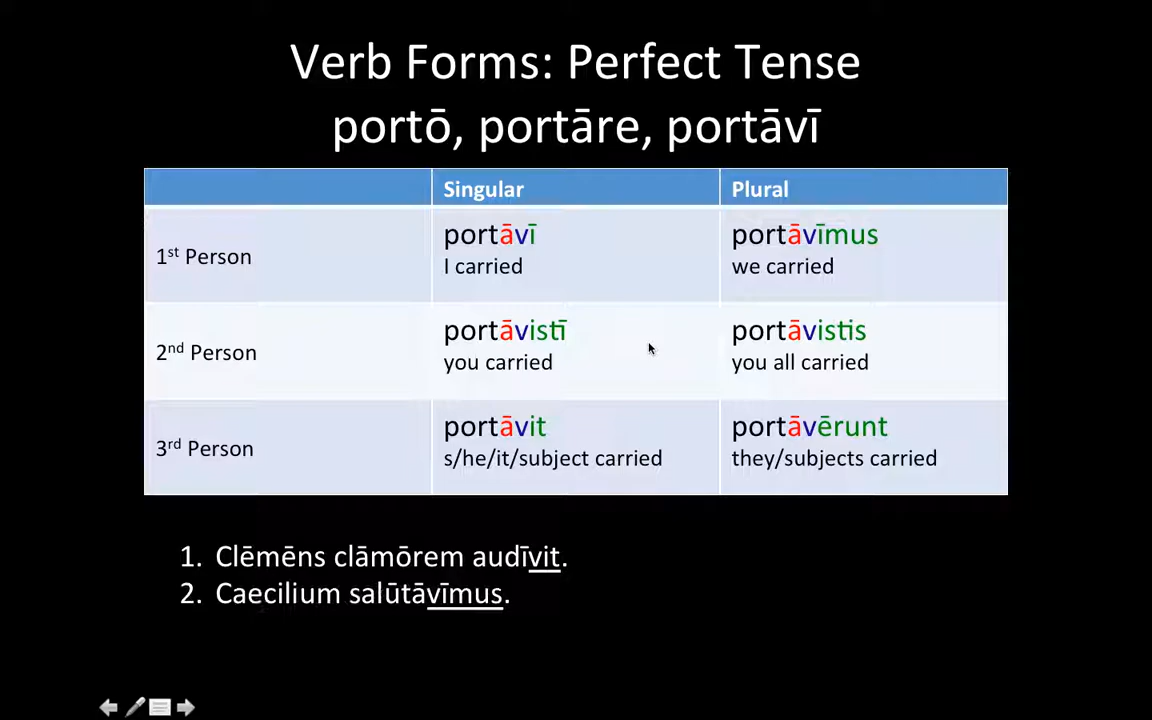 Verb Forms: Perfect Tense
portō, portāre, portāvī
Singular Plural
1st Person
portāvī
I carried
portāvīmus
we carried
2nd Person
portāvistī
you carried
portāvistis
you all carried
3rd Person
portāvit
s/he/it/subject carried
portāvērunt
they/subjects carried
1. Clēmēns clāmōrem audīvit.
2. Caecilium salūtāvīmus.